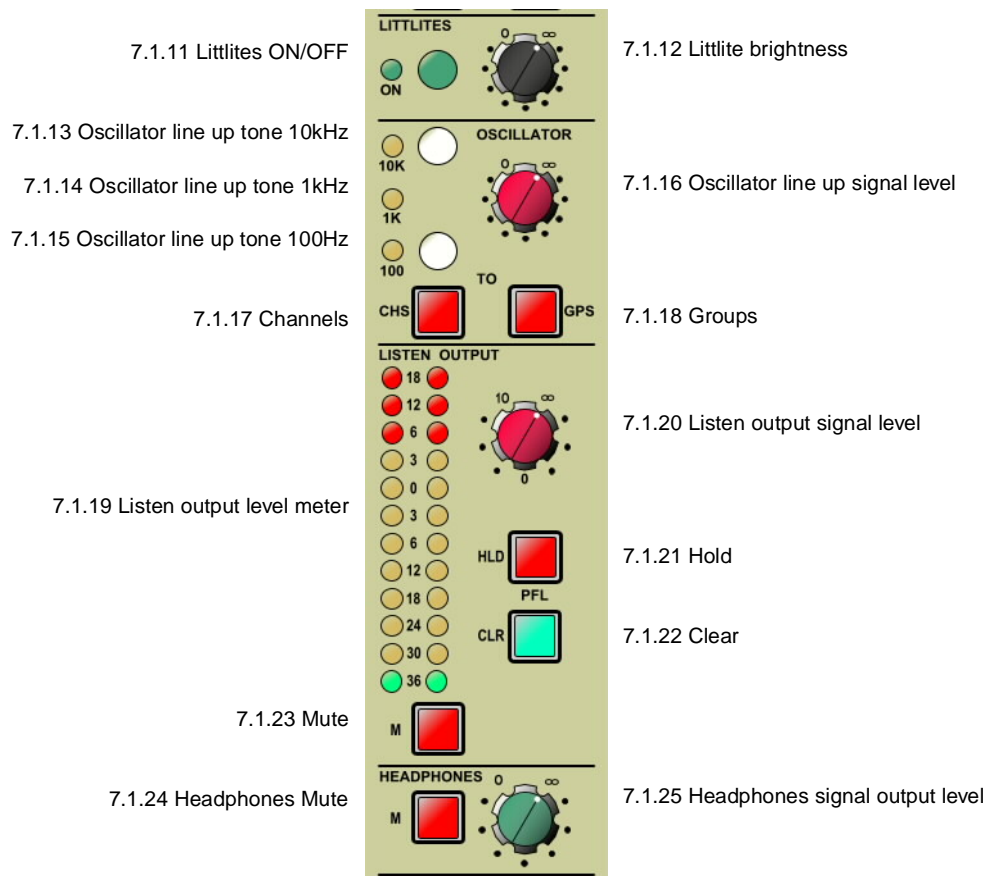 LITTLITES
7.1.11 Littlites ON/OFF
ON
0 ∞
7.1.12 Littlite brightness
7.1.13 Oscillator line up tone 10kHz
10K
OSCILLATOR
7.1.14 Oscillator line up tone 1kHz
1K
0 ∞
7.1.16 Oscillator line up signal level
7.1.15 Oscillator line up tone 100Hz
100
TO
7.1.17 Channels
CHS
GPS
7.1.18 Groups
LISTEN OUTPUT
18
12
6
3
0
3
6
12
18
24
30
36
10 ∞
0
7.1.20 Listen output signal level
7.1.19 Listen output level meter
HLD
7.1.21 Hold
PFL
CLR
7.1.22 Clear
7.1.23 Mute
M
HEADPHONES
0 ∞
7.1.24 Headphones Mute
M
7.1.25 Headphones signal output level